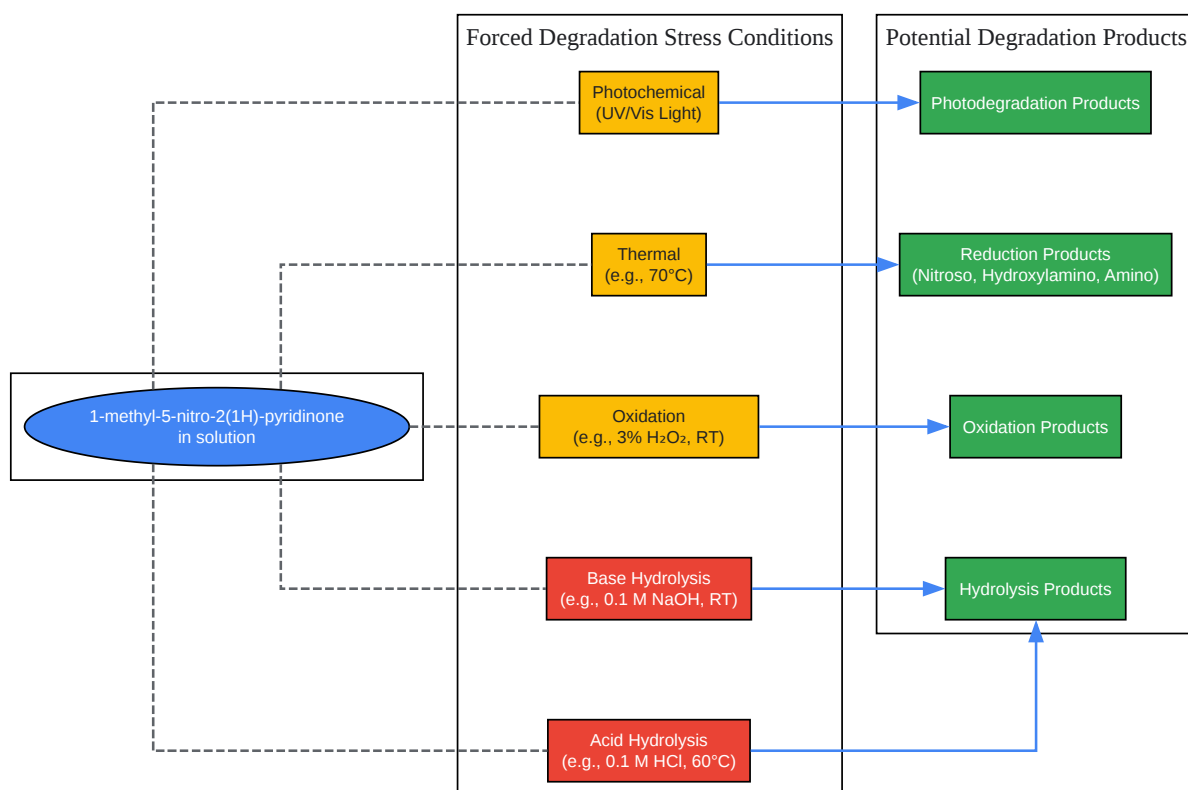 Forced Degradation Stress Conditions
Potential Degradation Products
Photochemical
(UV/Vis Light)
Photodegradation Products
Thermal
(e.g., 70°C)
Reduction Products
(Nitroso, Hydroxylamino, Amino)
1-methyl-5-nitro-2(1H)-pyridinone
in solution
Oxidation
(e.g., 3% H₂O₂, RT)
Oxidation Products
Base Hydrolysis
(e.g., 0.1 M NaOH, RT)
Hydrolysis Products
Acid Hydrolysis
(e.g., 0.1 M HCl, 60°C)